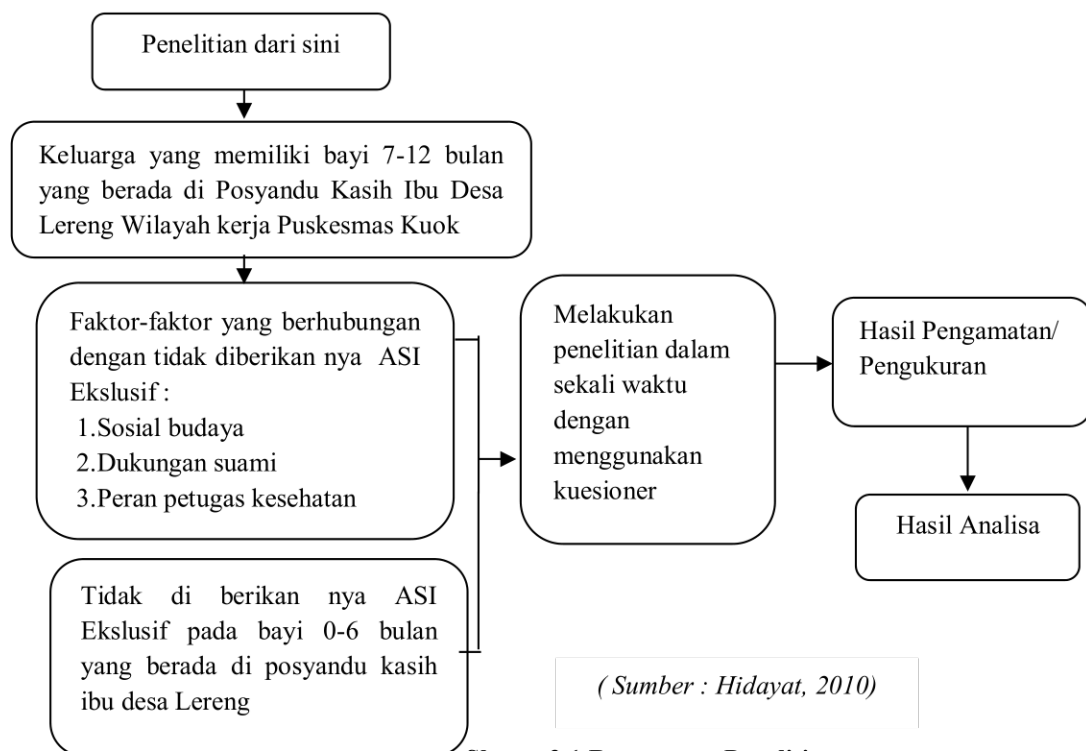 Penelitian dari sini
Keluarga yang memiliki bayi 7-12 bulan
yang berada di Posyandu Kasih Ibu Desa
Lereng Wilayah kerja Puskesmas Kuok
Faktor-faktor yang berhubungan
dengan tidak diberikan nya ASI
Ekslusif :
1.Sosial budaya
2.Dukungan suami
3.Peran petugas kesehatan
Tidak di berikan nya ASI
Ekslusif pada bayi 0-6 bulan
yang berada di posyandu kasih
ibu desa Lereng
Melakukan
penelitian dalam
sekali waktu
dengan
menggunakan
kuesioner
Hasil Pengamatan/
Pengukuran
Hasil Analisa
( Sumber : Hidayat, 2010)